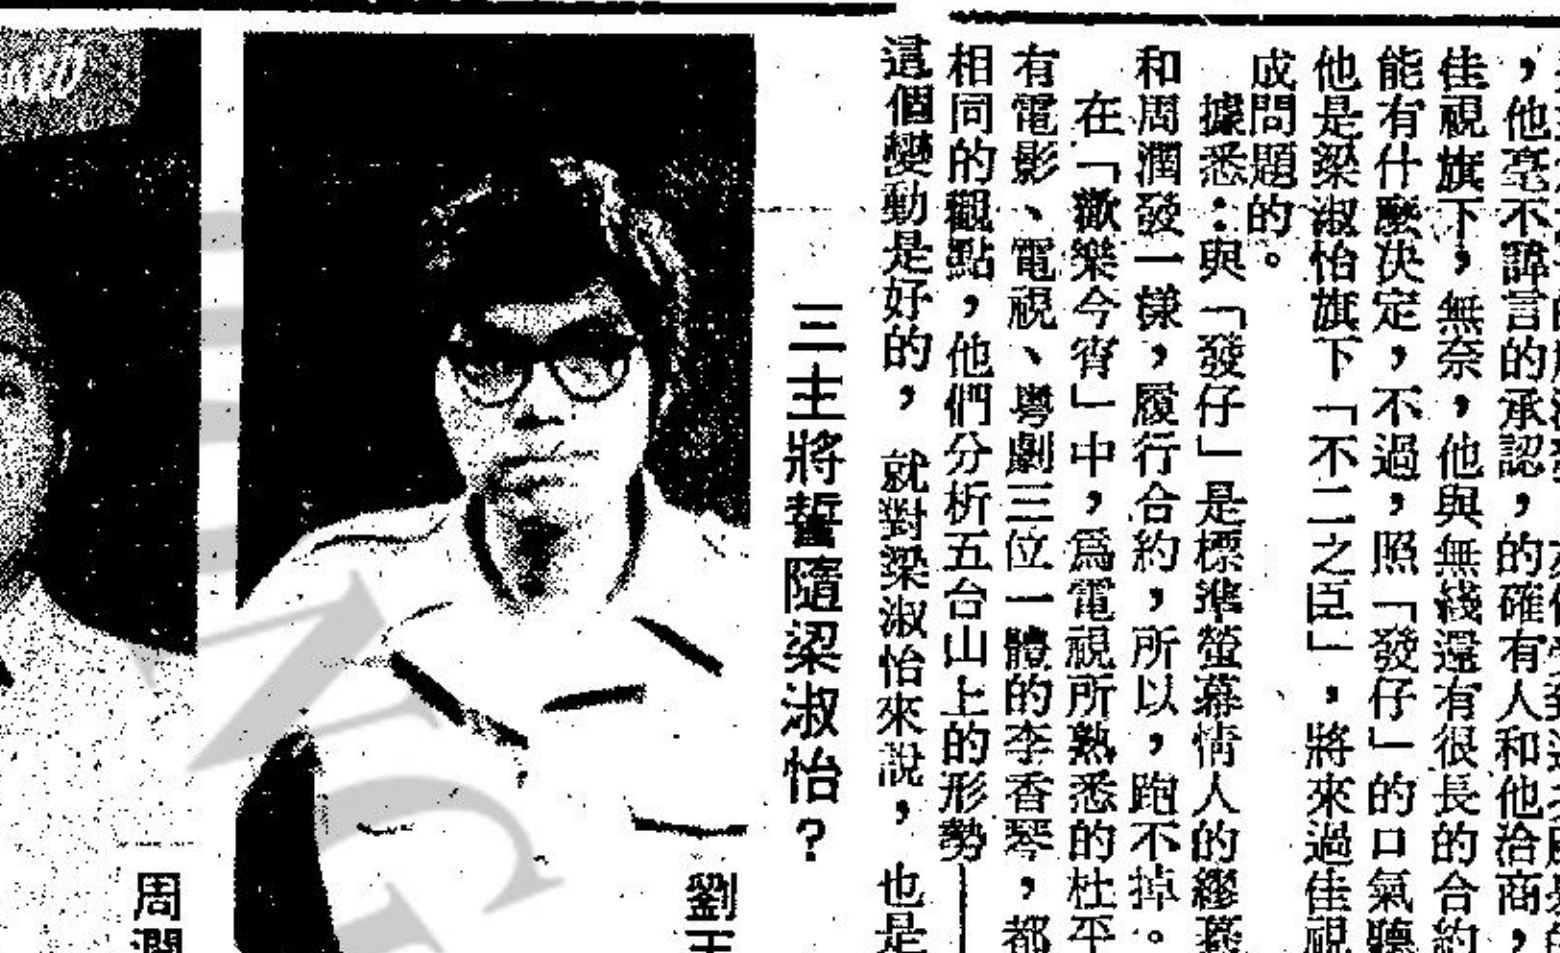 ，他毫不諱言的承認，的確有人和他洽商，
佳視旗下，無奈，他與無綫還有很長的合約
能有什麽決定，不過，照「發仔」的口氣聽
他是梁淑怡旗下「不二之臣」，將來過佳視
成問題的。
據悉：與「發仔」是標準螢幕情人的繆騫
和周潤發一樣，履行合約，所以，跑不掉。
在「歡樂今宵」中，爲電視所熟悉的杜平
有電影、電視、粵劇三位一體的李香琴，都
相同的觀點，他們分析五台山上的形勢—
這個變動是好的，就對梁淑怡來說，也是
三主將誓隨梁淑怡？
劉天
周潤